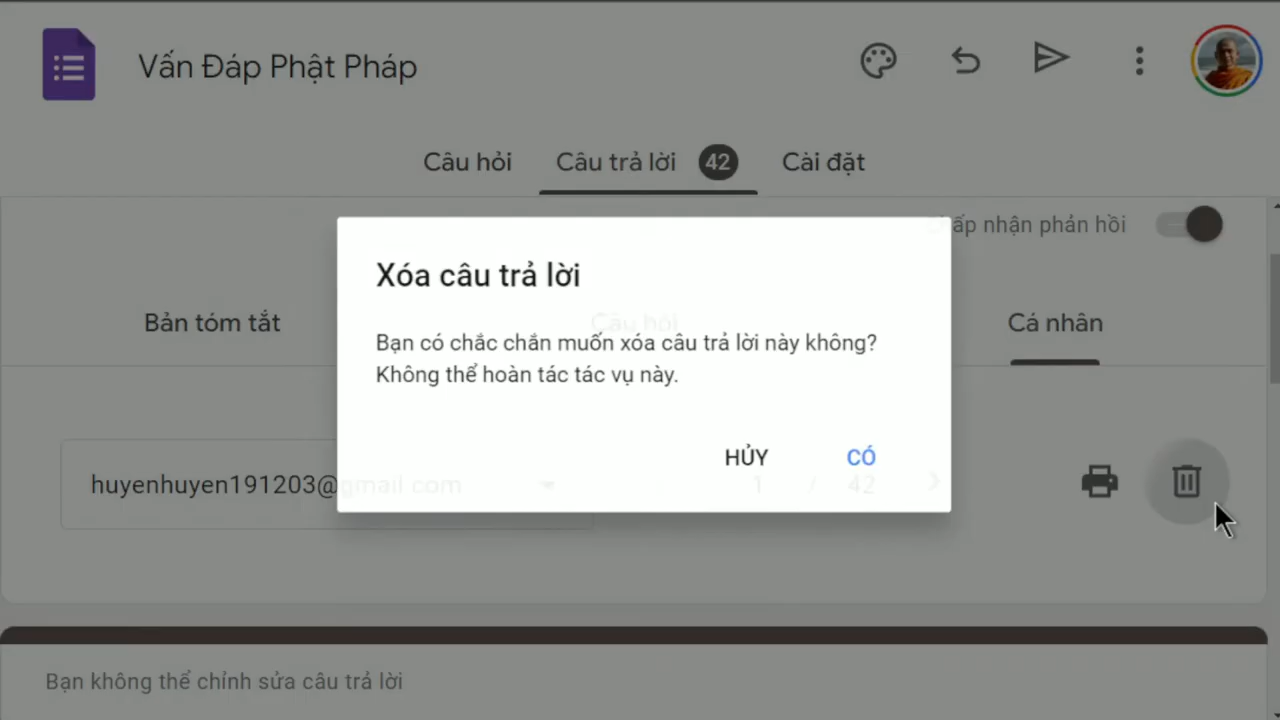 Vấn Đáp Phật Pháp
Câu hỏi Câu trả lời 42 Cài đặt
ấp nhận phản hồi
Xóa câu trả lời
Bản tóm tắt Câu hỏi Cá nhân
Bạn có chắc chắn muốn xóa câu trả lời này không?
Không thể hoàn tác tác vụ này.
HỦY CÓ
huyenhuyen191203@gmail com 1 / 42
Bạn không thể chỉnh sửa câu trả lời